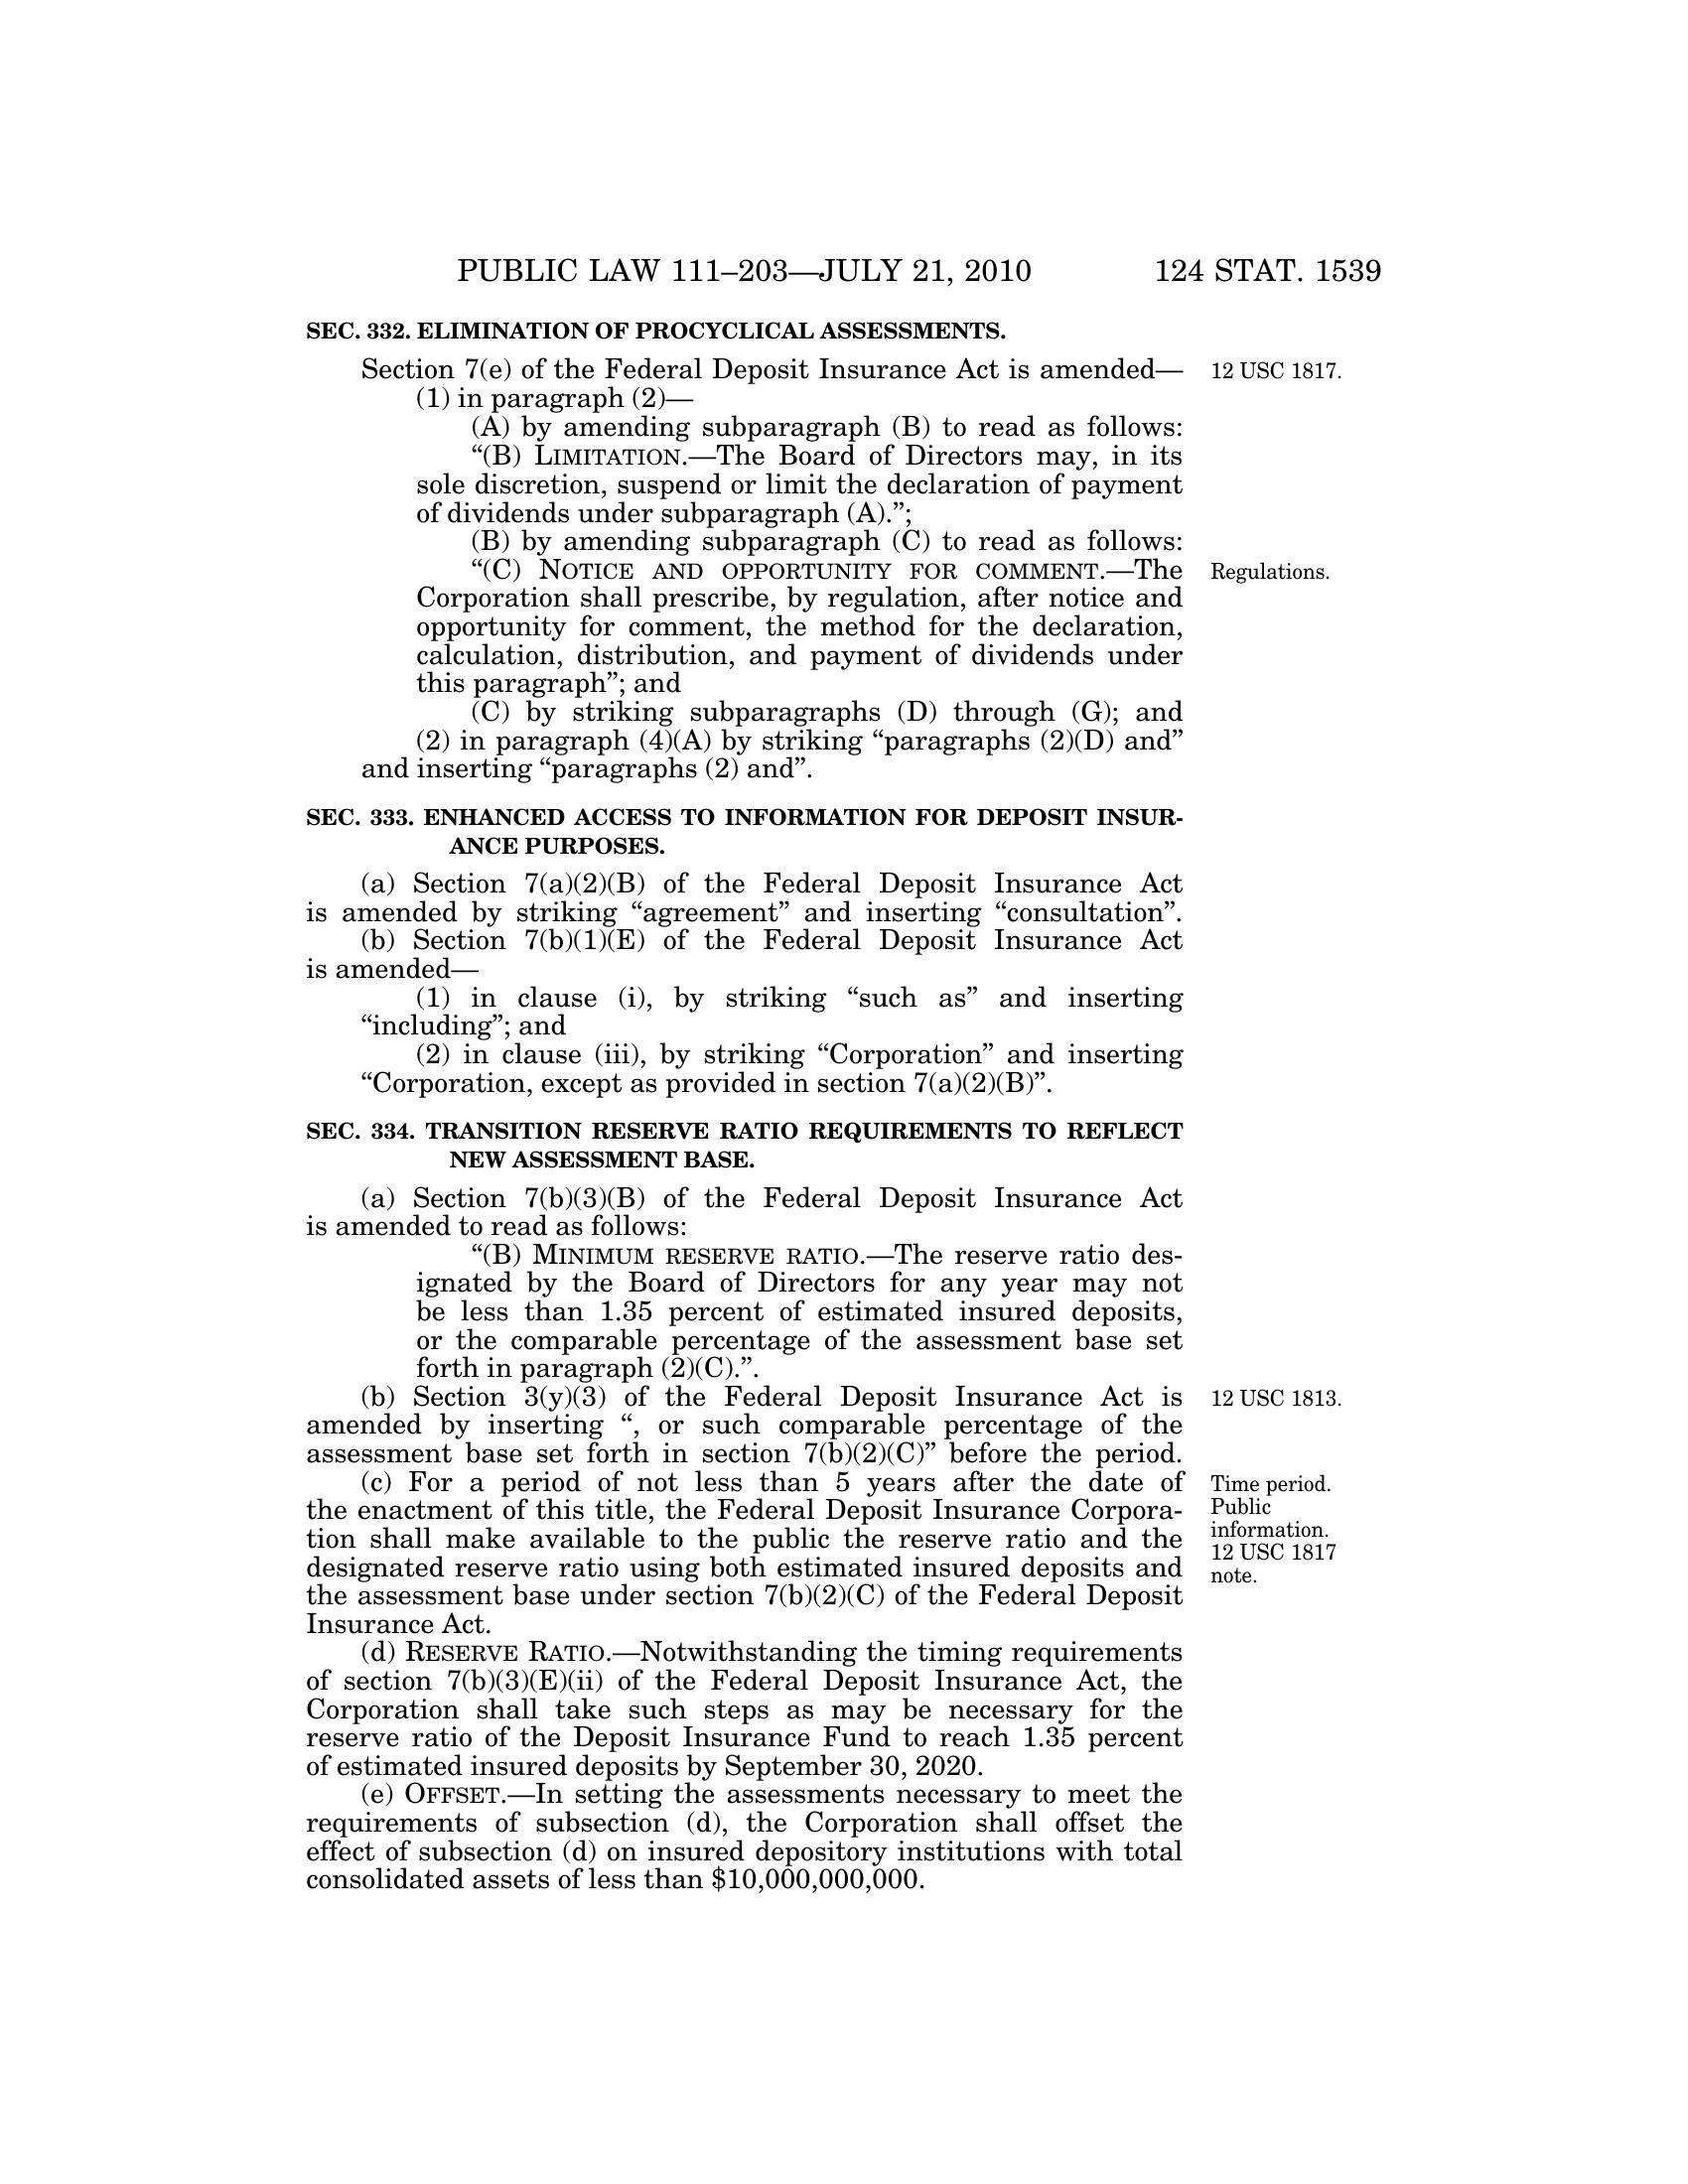 PUBLIC LAW 111–203—JULY 21, 2010 124 STAT. 1539
SEC. 332. ELIMINATION OF PROCYCLICAL ASSESSMENTS.
Section 7(e) of the Federal Deposit Insurance Act is amended—
12 USC 1817.
(1) in paragraph (2)—
(A) by amending subparagraph (B) to read as follows:
“(B) LIMITATION.—The Board of Directors may, in its
sole discretion, suspend or limit the declaration of payment
of dividends under subparagraph (A).”;
(B) by amending subparagraph (C) to read as follows:
“(C) NOTICE AND OPPORTUNITY FOR COMMENT.—The
Regulations.
Corporation shall prescribe, by regulation, after notice and
opportunity for comment, the method for the declaration,
calculation, distribution, and payment of dividends under
this paragraph”; and
(C) by striking subparagraphs (D) through (G); and
(2) in paragraph (4)(A) by striking “paragraphs (2)(D) and”
and inserting “paragraphs (2) and”.
SEC. 333. ENHANCED ACCESS TO INFORMATION FOR DEPOSIT INSUR-
ANCE PURPOSES.
(a) Section 7(a)(2)(B) of the Federal Deposit Insurance Act
is amended by striking “agreement” and inserting “consultation”.
(b) Section 7(b)(1)(E) of the Federal Deposit Insurance Act
is amended—
(1) in clause (i), by striking “such as” and inserting
“including”; and
(2) in clause (iii), by striking “Corporation” and inserting
“Corporation, except as provided in section 7(a)(2)(B)”.
SEC. 334. TRANSITION RESERVE RATIO REQUIREMENTS TO REFLECT
NEW ASSESSMENT BASE.
(a) Section 7(b)(3)(B) of the Federal Deposit Insurance Act
is amended to read as follows:
“(B) MINIMUM RESERVE RATIO.—The reserve ratio des-
ignated by the Board of Directors for any year may not
be less than 1.35 percent of estimated insured deposits,
or the comparable percentage of the assessment base set
forth in paragraph (2)(C).”.
(b) Section 3(y)(3) of the Federal Deposit Insurance Act is
12 USC 1813.
amended by inserting “, or such comparable percentage of the
assessment base set forth in section 7(b)(2)(C)” before the period.
(c) For a period of not less than 5 years after the date of
the enactment of this title, the Federal Deposit Insurance Corpora-
tion shall make available to the public the reserve ratio and the
designated reserve ratio using both estimated insured deposits and
the assessment base under section 7(b)(2)(C) of the Federal Deposit
Insurance Act.
Time period.
Public
information.
12 USC 1817
note.
(d) RESERVE RATIO.—Notwithstanding the timing requirements
of section 7(b)(3)(E)(ii) of the Federal Deposit Insurance Act, the
Corporation shall take such steps as may be necessary for the
reserve ratio of the Deposit Insurance Fund to reach 1.35 percent
of estimated insured deposits by September 30, 2020.
(e) OFFSET.—In setting the assessments necessary to meet the
requirements of subsection (d), the Corporation shall offset the
effect of subsection (d) on insured depository institutions with total
consolidated assets of less than $10,000,000,000.